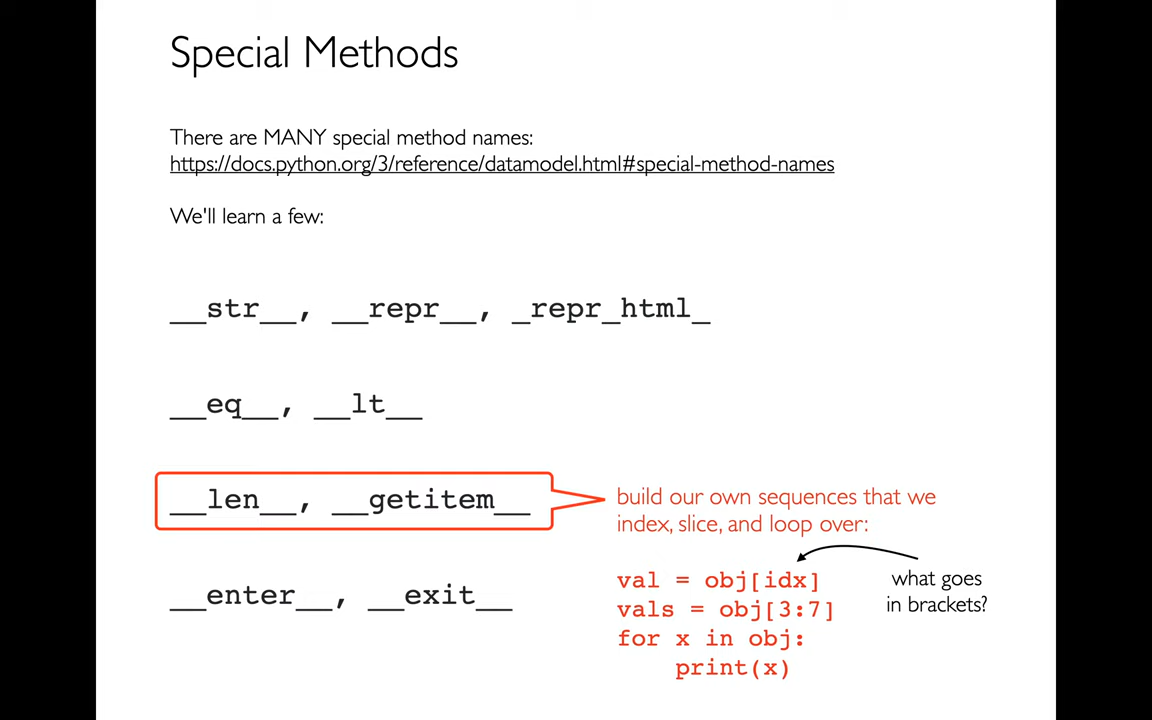 Special Methods
There are MANY special method names:
https://docs.python.org/3/reference/datamodel.html#special-method-names
We'll learn a few:
__str__, __repr__, _repr_html_
__eq__, __lt__
__len__, __getitem__
build our own sequences that we
index, slice, and loop over:
val = obj[idx]
vals = obj[3:7]
for x in obj:
    print(x)
what goes
in brackets?
__enter__, __exit__